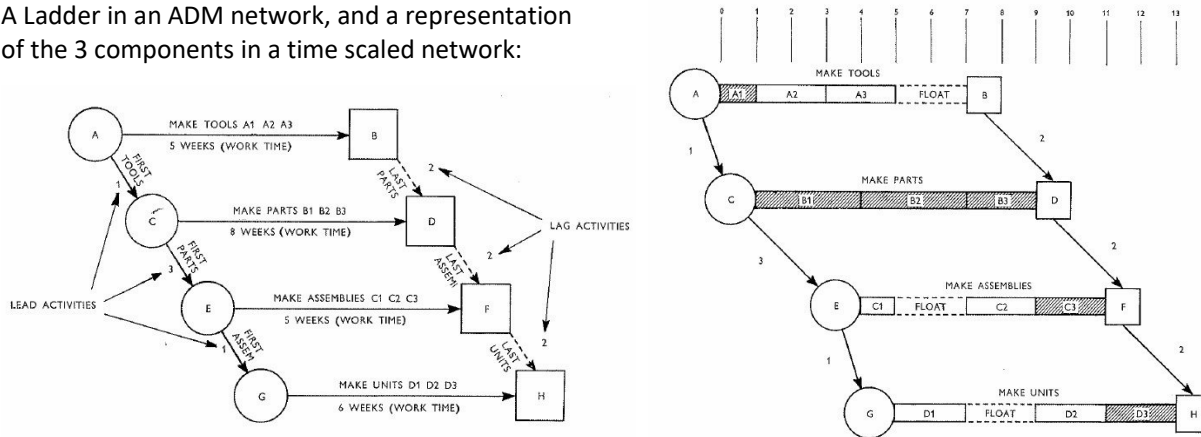 A Ladder in an ADM network, and a representation
of the 3 components in a time scaled network:
A
MAKE TOOLS A1 A2 A3
5 WEEKS (WORK TIME)
B
FIRST
TOOLS
1
LAST
PARTS
2
C
MAKE PARTS B1 B2 B3
8 WEEKS (WORK TIME)
D
LAG ACTIVITIES
FIRST
PARTS
3
LAST
ASSEM
2
LEAD ACTIVITIES
E
MAKE ASSEMBLIES C1 C2 C3
5 WEEKS (WORK TIME)
F
FIRST
ASSEM
1
LAST
UNITS
2
G
MAKE UNITS D1 D2 D3
6 WEEKS (WORK TIME)
H
0 1 2 3 4 5 6 7 8 9 10 11 12 13
MAKE TOOLS
A A1 A2 A3 FLOAT B
1
2
MAKE PARTS
C B1 B2 B3 D
3
2
MAKE ASSEMBLIES
E C1 FLOAT C2 C3 F
1
2
MAKE UNITS
G D1 FLOAT D2 D3 H